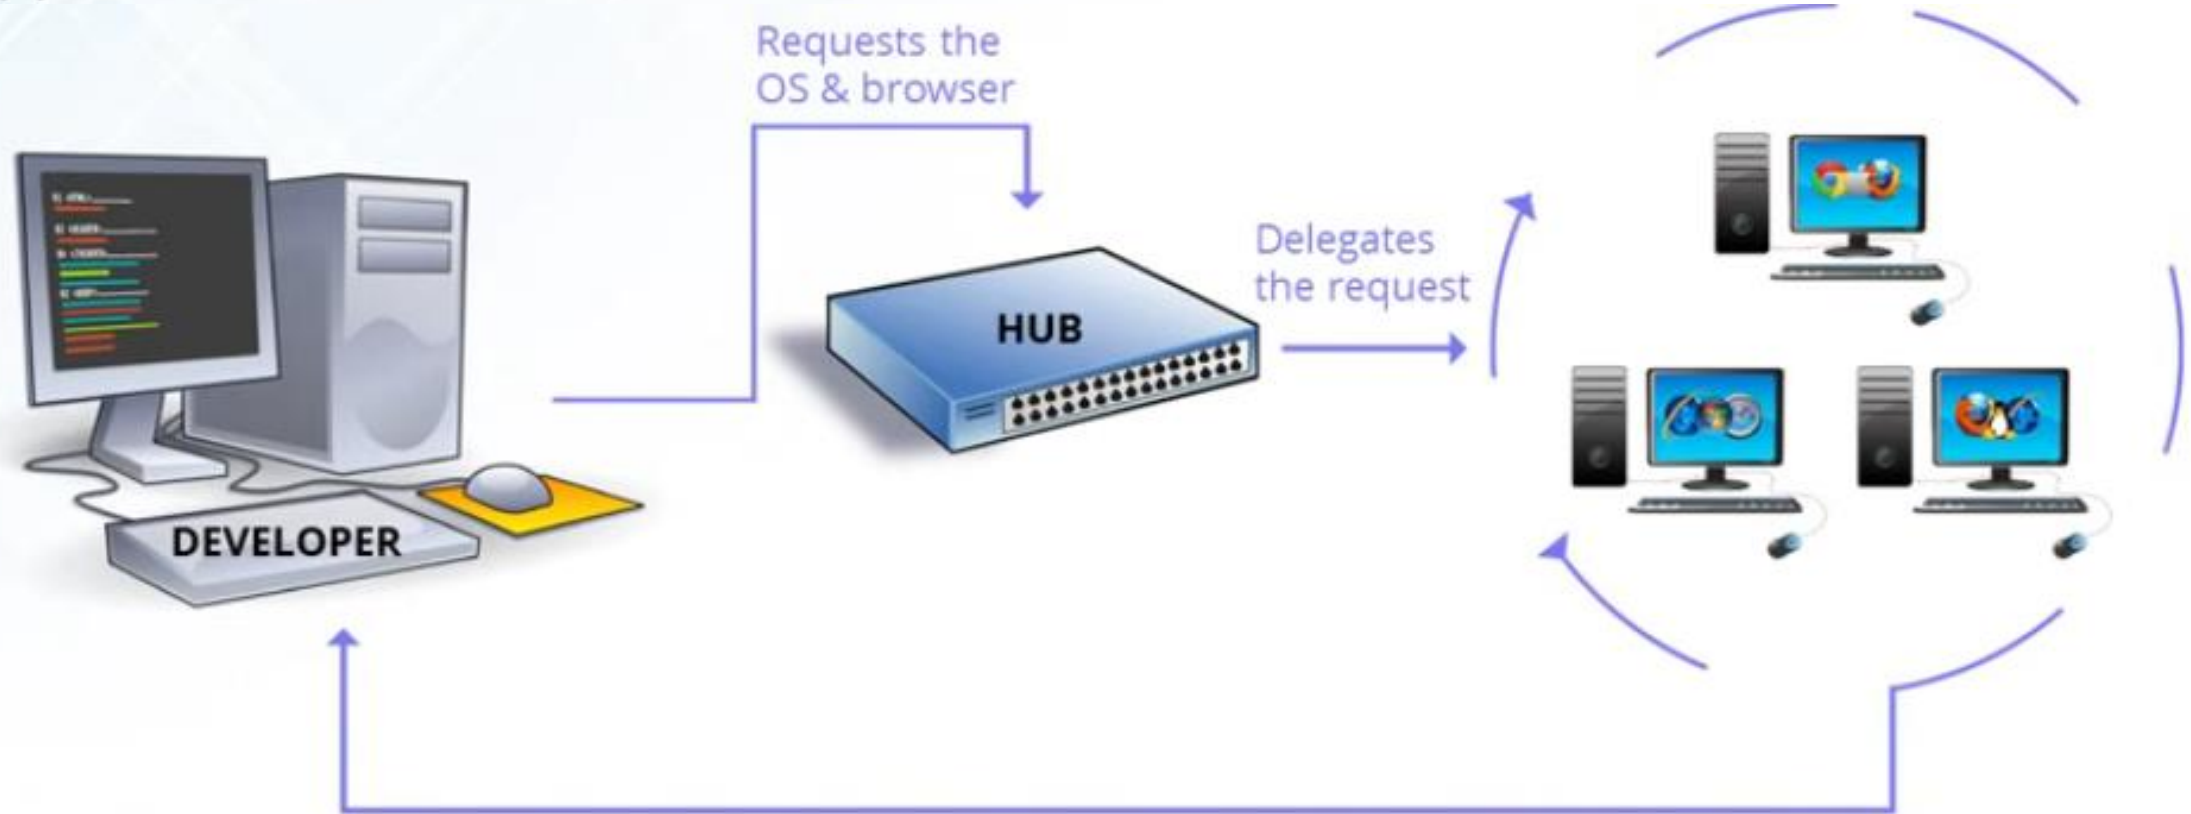 Requests the
OS & browser
Delegates
the request
HUB
DEVELOPER